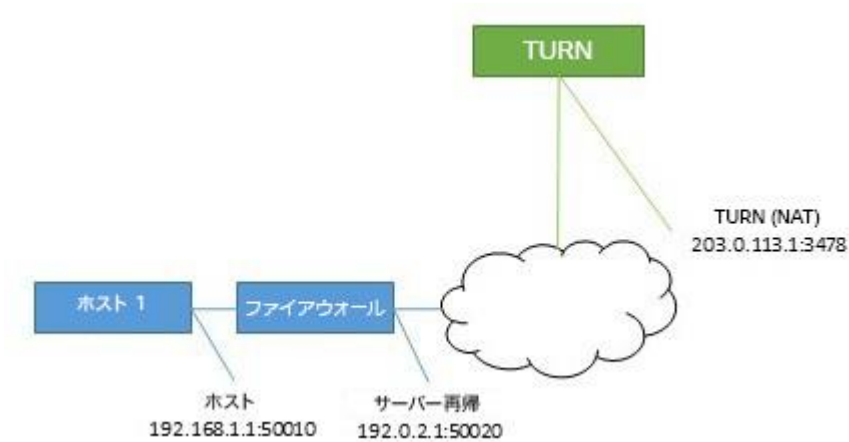 TURN
TURN (NAT)
203.0.113.1:3478
ホスト 1
ファイアウォール
ホスト
192.168.1.1:50010
サーバー再帰
192.0.2.1:50020